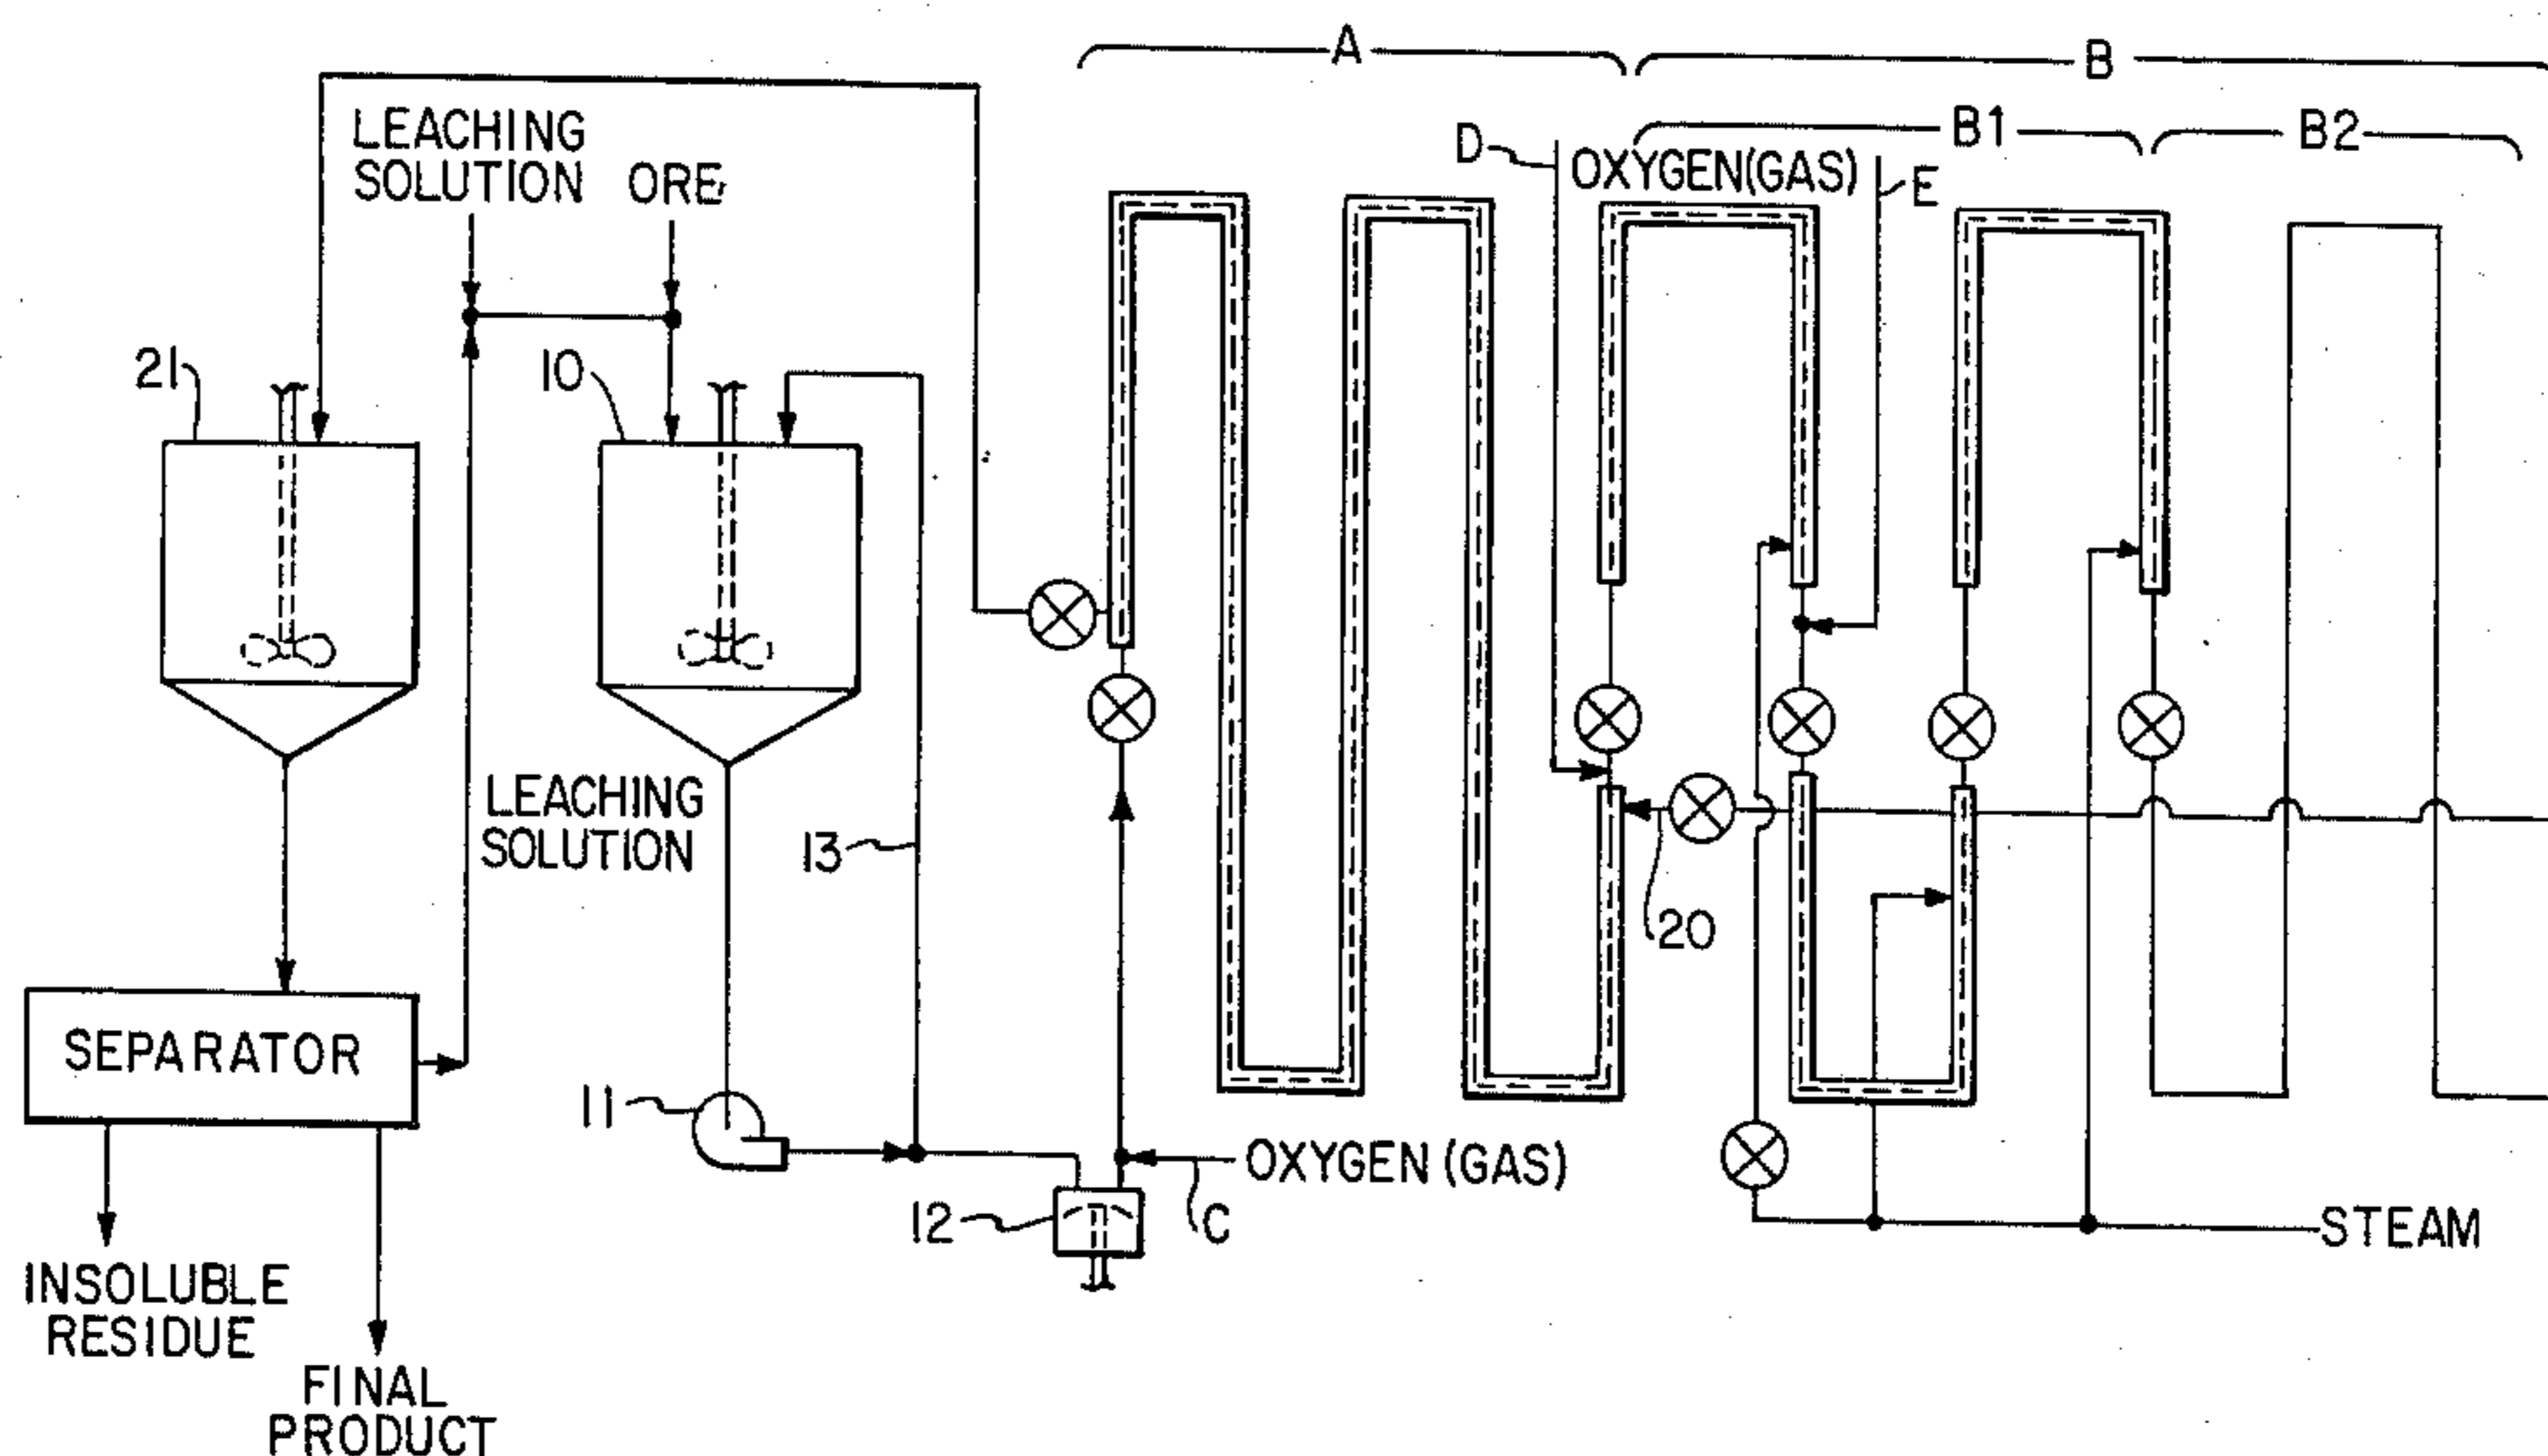 A
B
LEACHING
SOLUTION
ORE
D
OXYGEN(GAS)
E
B1
B2
21
10
LEACHING
SOLUTION
13
20
SEPARATOR
11
12
OXYGEN (GAS)
C
STEAM
INSOLUBLE
RESIDUE
FINAL
PRODUCT